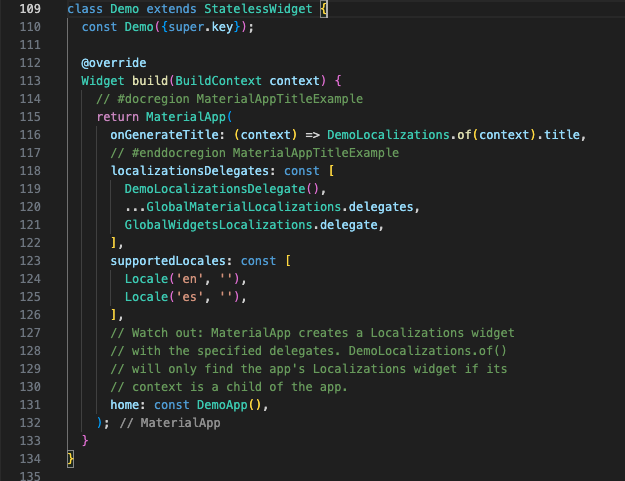 109 class Demo extends StatelessWidget {
110   const Demo({super.key});
111
112   @override
113   Widget build(BuildContext context) {
114     // #docregion MaterialAppTitleExample
115     return MaterialApp(
116       onGenerateTitle: (context) => DemoLocalizations.of(context).title,
117       // #enddocregion MaterialAppTitleExample
118       localizationsDelegates: const [
119         DemoLocalizationsDelegate(),
120         ...GlobalMaterialLocalizations.delegates,
121         GlobalWidgetsLocalizations.delegate,
122       ],
123       supportedLocales: const [
124         Locale('en', ''),
125         Locale('es', ''),
126       ],
127       // Watch out: MaterialApp creates a Localizations widget
128       // with the specified delegates. DemoLocalizations.of()
129       // will only find the app's Localizations widget if its
130       // context is a child of the app.
131       home: const DemoApp(),
132     ); // MaterialApp
133   }
134 }
135